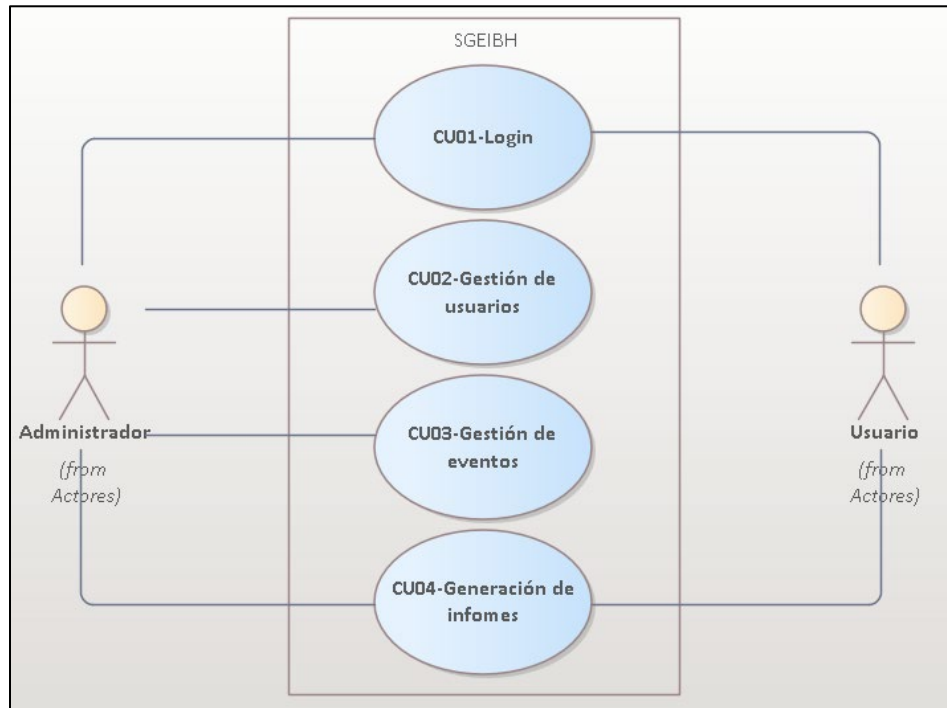 SGEIBH
CU01-Login
CU02-Gestión de
usuarios
CU03-Gestión de
eventos
CU04-Generación de
infomes
Administrador
(from
Actores)
Usuario
(from
Actores)